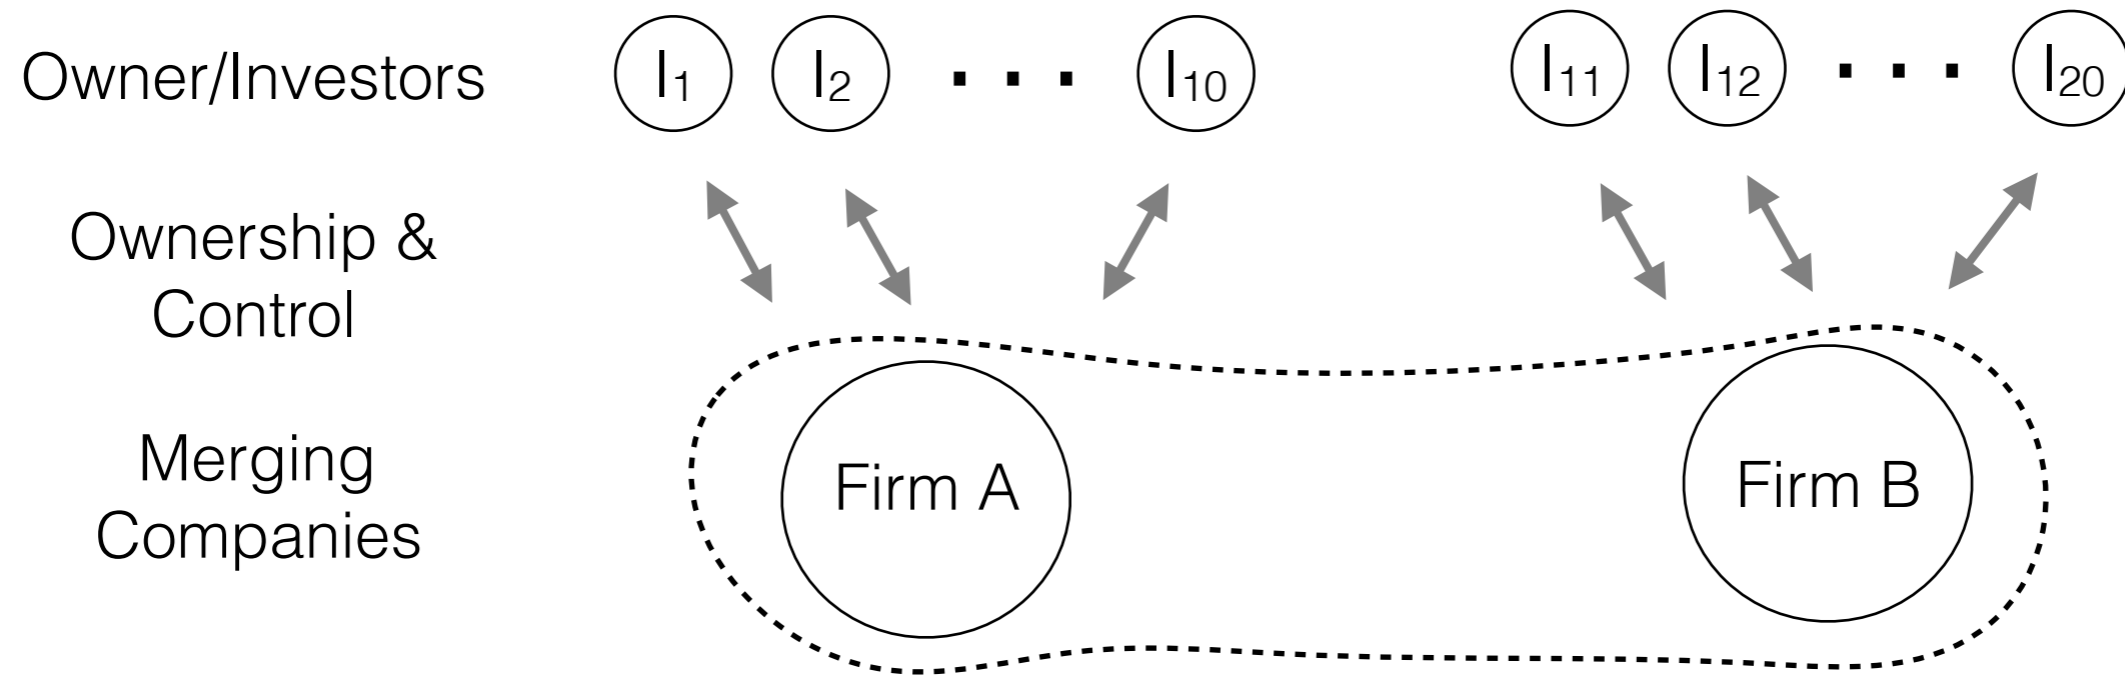 Owner/Investors
I₁ I₂ ... I₁₀ I₁₁ I₁₂ ... I₂₀
Ownership &
Control
Merging
Companies
Firm A
Firm B